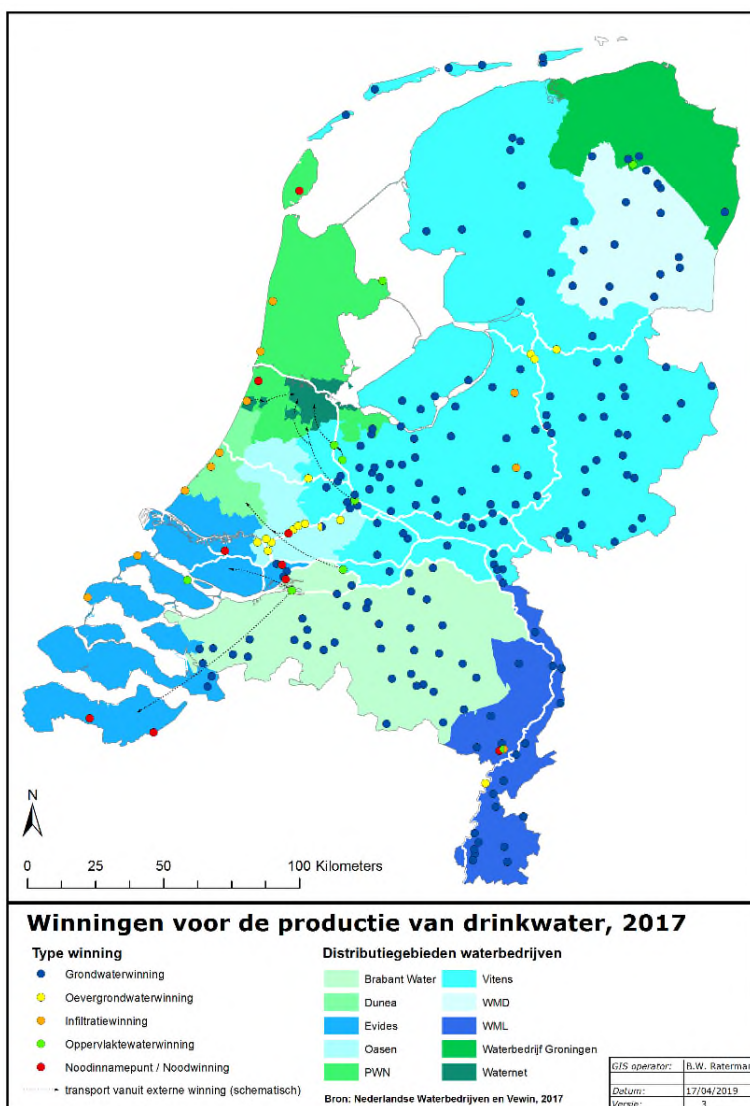 N
0 25 50 100 Kilometers
Winningen voor de productie van drinkwater, 2017
Type winning
Grondwaterwinning
Oevergrondwaterwinning
Infiltratiewinning
Oppervlaktewaterwinning
Noodinnamepunt / Noodwinning
transport vanuit externe winning (schematisch)
Distributiegebieden waterbedrijven
Brabant Water
Dunea
Evides
Oasen
PWN
Vitens
WMD
WML
Waterbedrijf Groningen
Waternet
Bron: Nederlandse Waterbedrijven en Vewin, 2017
GIS operator: B.W. Raterman
Datum: 17/04/2019
Versie: 3